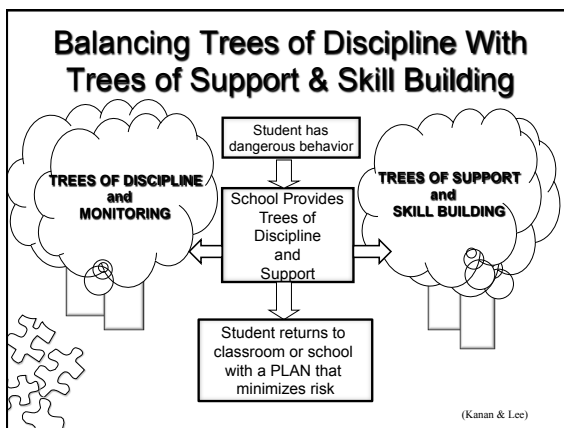 Balancing Trees of Discipline With
Trees of Support & Skill Building
Student has
dangerous behavior
TREES OF DISCIPLINE
and
MONITORING
School Provides
Trees of
Discipline
and
Support
TREES OF SUPPORT
and
SKILL BUILDING
Student returns to
classroom or school
with a PLAN that
minimizes risk
(Kanan & Lee)